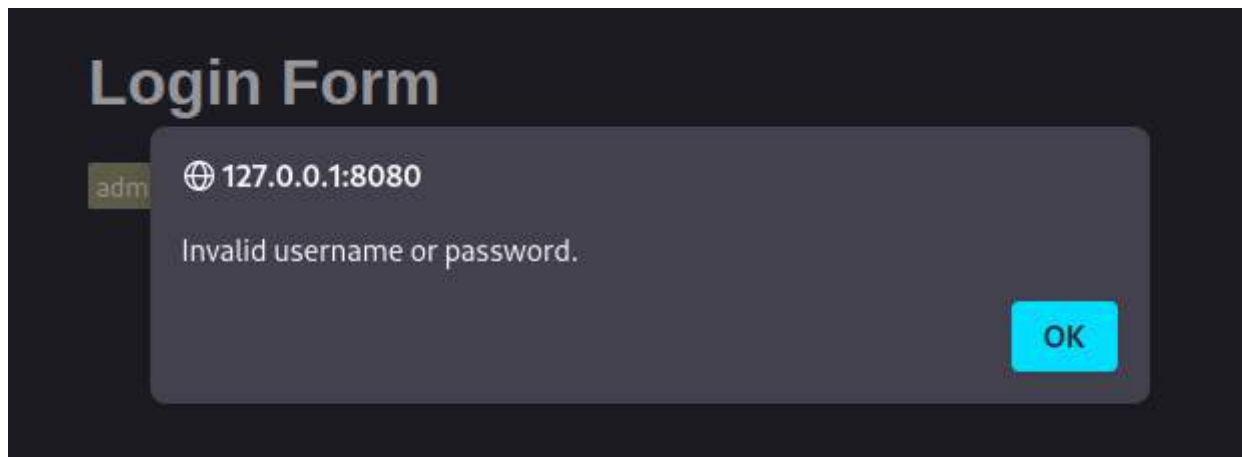 Login Form
adm
127.0.0.1:8080
Invalid username or password.
OK